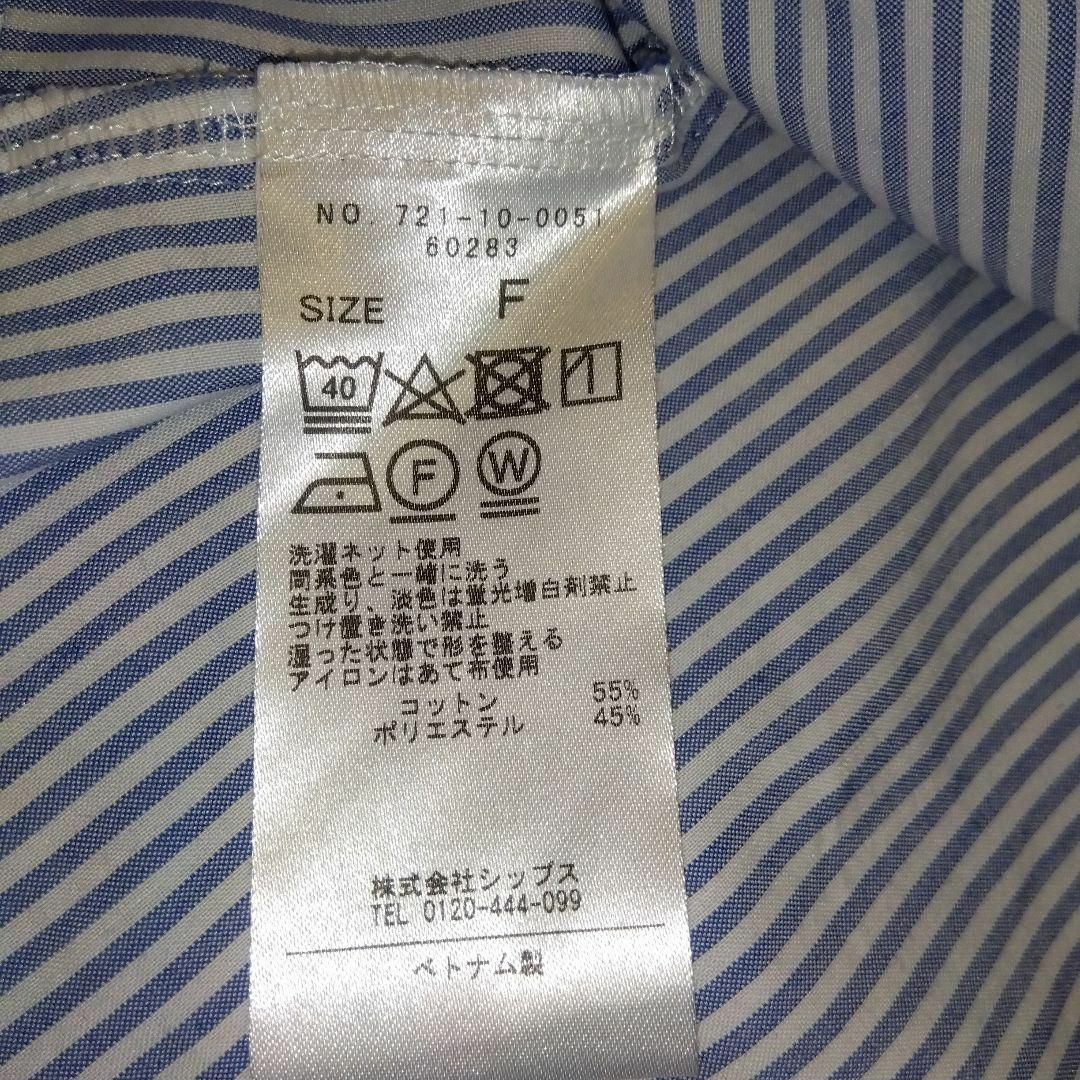 NO. 721-10-0051
60283
SIZE F
40
F W
洗濯ネット使用
同系色と一緒に洗う
生成り、淡色は蛍光増白剤禁止
つけ置き洗い禁止
湿った状態で形を整える
アイロンはあて布使用
コットン 55%
ポリエステル 45%
株式会社シップス
TEL 0120-444-099
ベトナム製